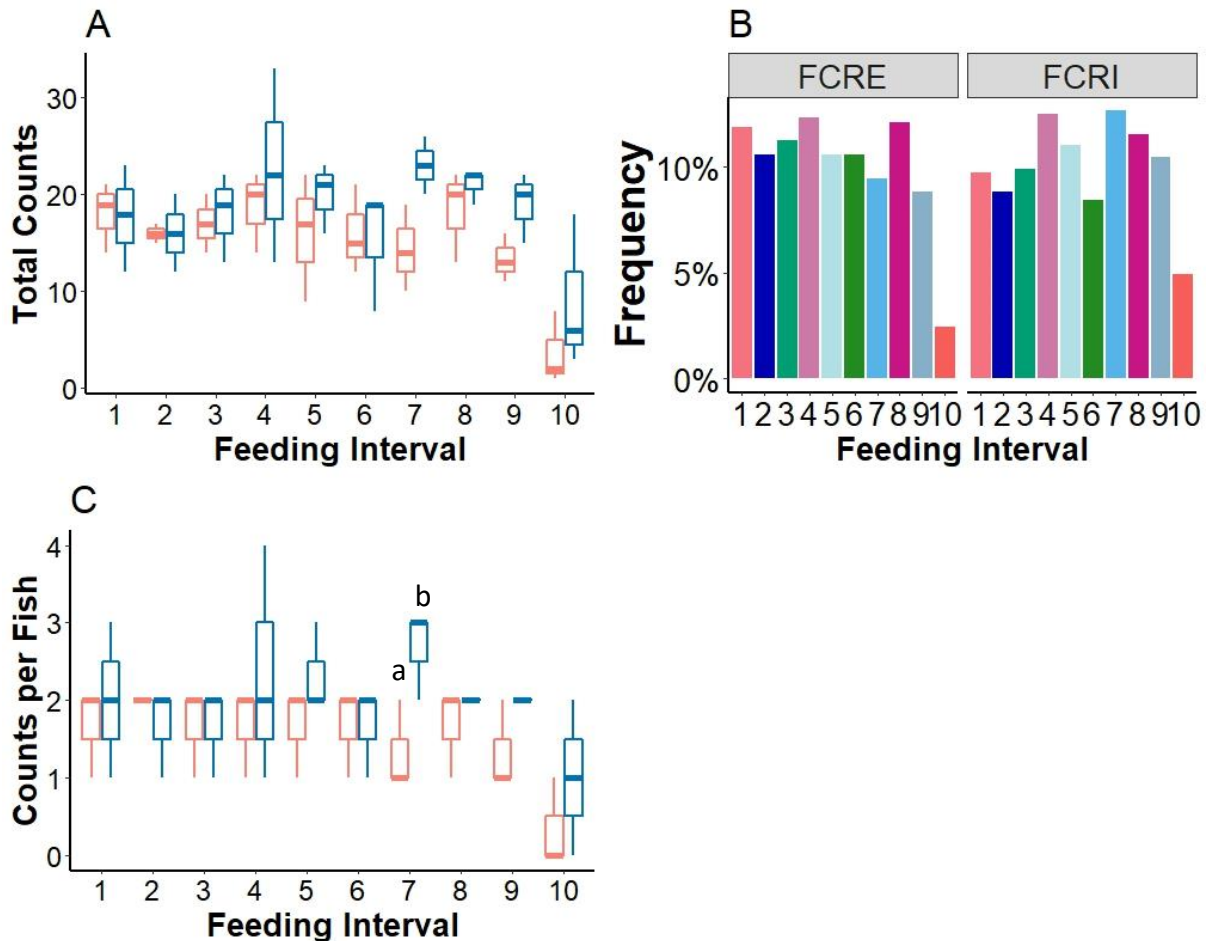 A
Total Counts
30
20
10
0
1 2 3 4 5 6 7 8 9 10
Feeding Interval
B
FCRE FCRI
Frequency
10%
5%
0%
1 2 3 4 5 6 7 8 9 10 1 2 3 4 5 6 7 8 9 10
Feeding Interval
C
Counts per Fish
4
3
2
1
0
a
b
1 2 3 4 5 6 7 8 9 10
Feeding Interval